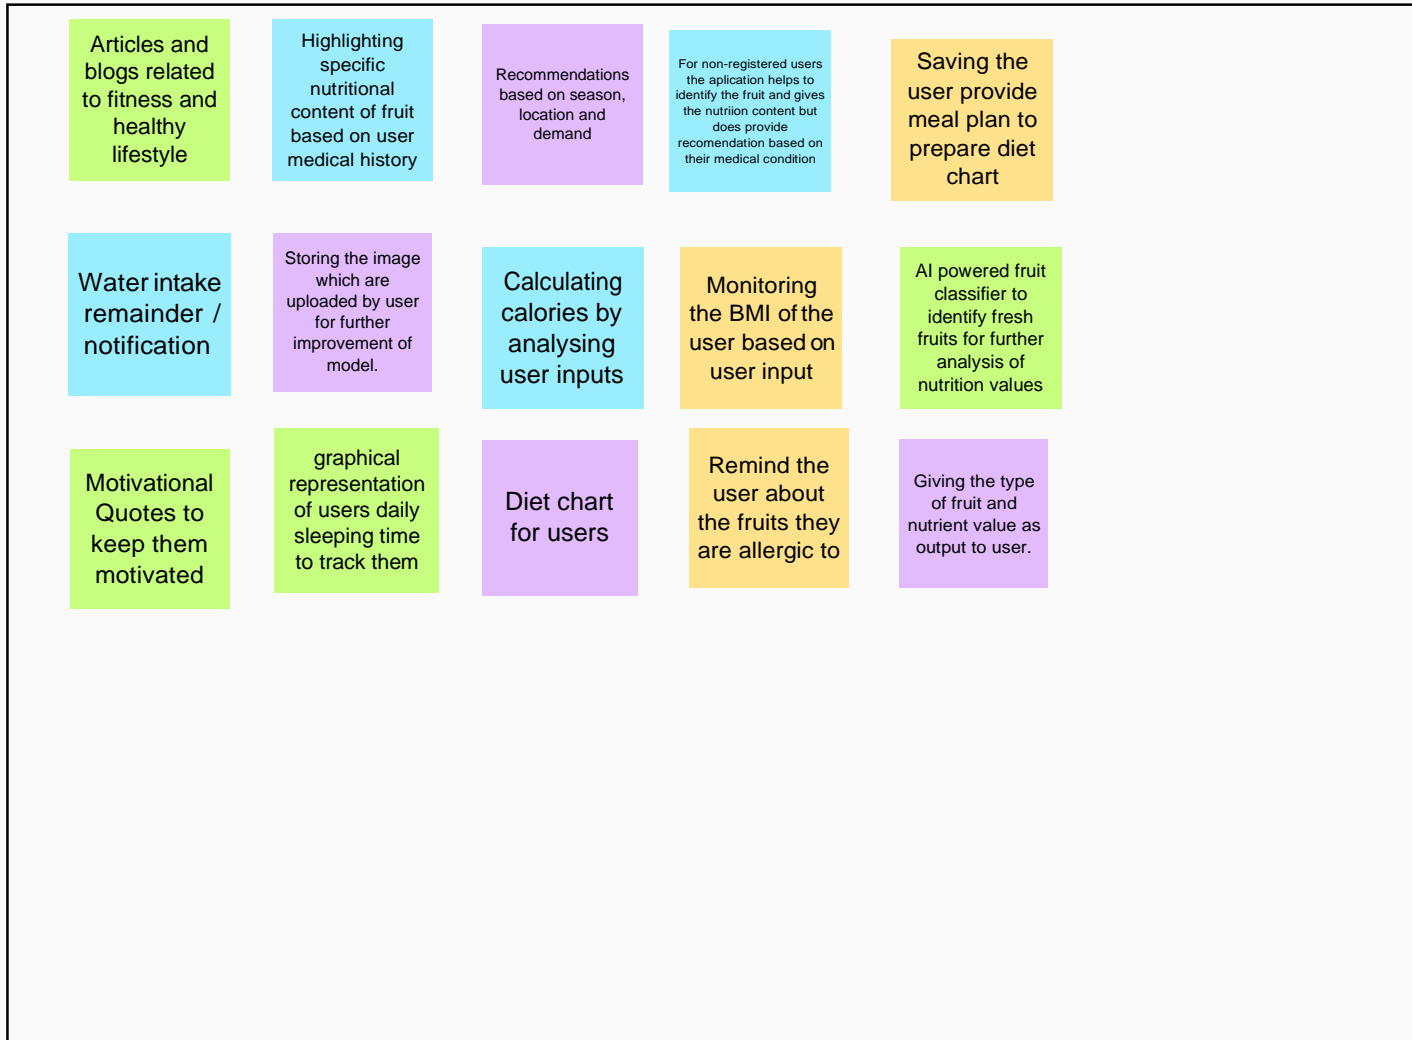 Articles and
blogs related
to fitness and
healthy
lifestyle
Highlighting
specific
nutritional
content of fruit
based on user
medical history
Recommendations
based on season,
location and
demand
For non-registered users
the aplication helps to
identify the fruit and gives
the nutriion content but
does provide
recomendation based on
their medical condition
Saving the
user provide
meal plan to
prepare diet
chart
Water intake
remainder /
notification
Storing the image
which are
uploaded by user
for further
improvement of
model.
Calculating
calories by
analysing
user inputs
Monitoring
the BMI of the
user based on
user input
AI powered fruit
classifier to
identify fresh
fruits for further
analysis of
nutrition values
Motivational
Quotes to
keep them
motivated
graphical
representation
of users daily
sleeping time
to track them
Diet chart
for users
Remind the
user about
the fruits they
are allergic to
Giving the type
of fruit and
nutrient value as
output to user.